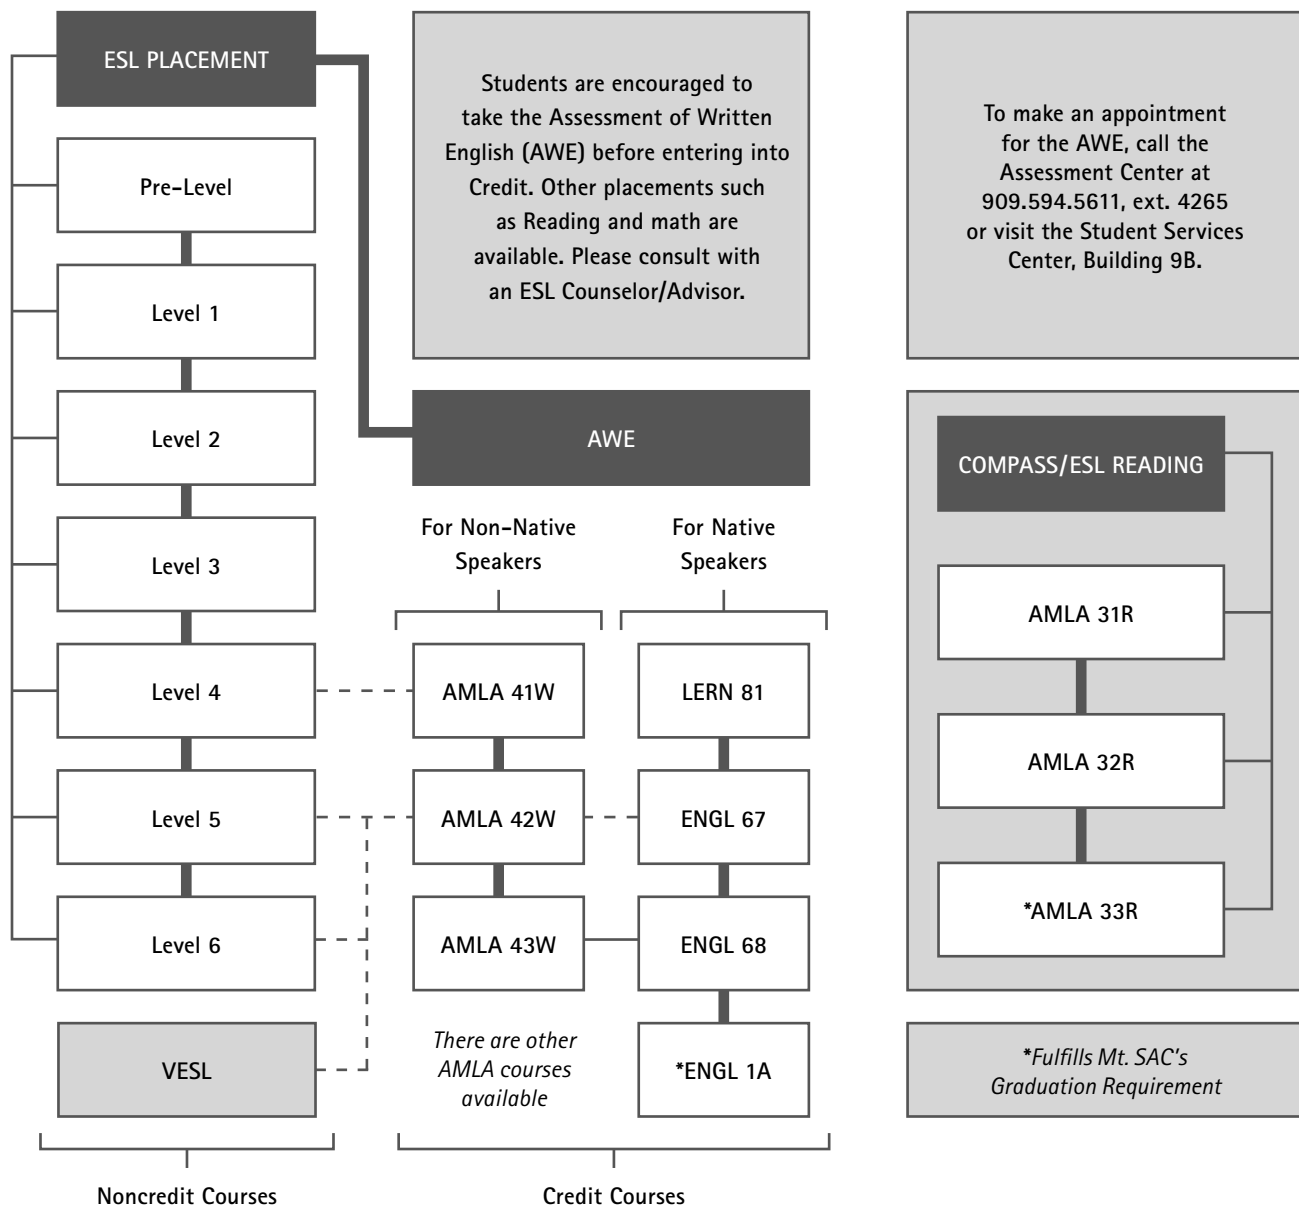 ESL PLACEMENT
Pre-Level
Level 1
Level 2
Level 3
Level 4
Level 5
Level 6
VESL
Noncredit Courses
Students are encouraged to
take the Assessment of Written
English (AWE) before entering into
Credit. Other placements such
as Reading and math are
available. Please consult with
an ESL Counselor/Advisor.
AWE
For Non-Native
Speakers
AMLA 41W
AMLA 42W
AMLA 43W
There are other
AMLA courses
available
For Native
Speakers
LERN 81
ENGL 67
ENGL 68
*ENGL 1A
Credit Courses
To make an appointment
for the AWE, call the
Assessment Center at
909.594.5611, ext. 4265
or visit the Student Services
Center, Building 9B.
COMPASS/ESL READING
AMLA 31R
AMLA 32R
*AMLA 33R
*Fulfills Mt. SAC's
Graduation Requirement